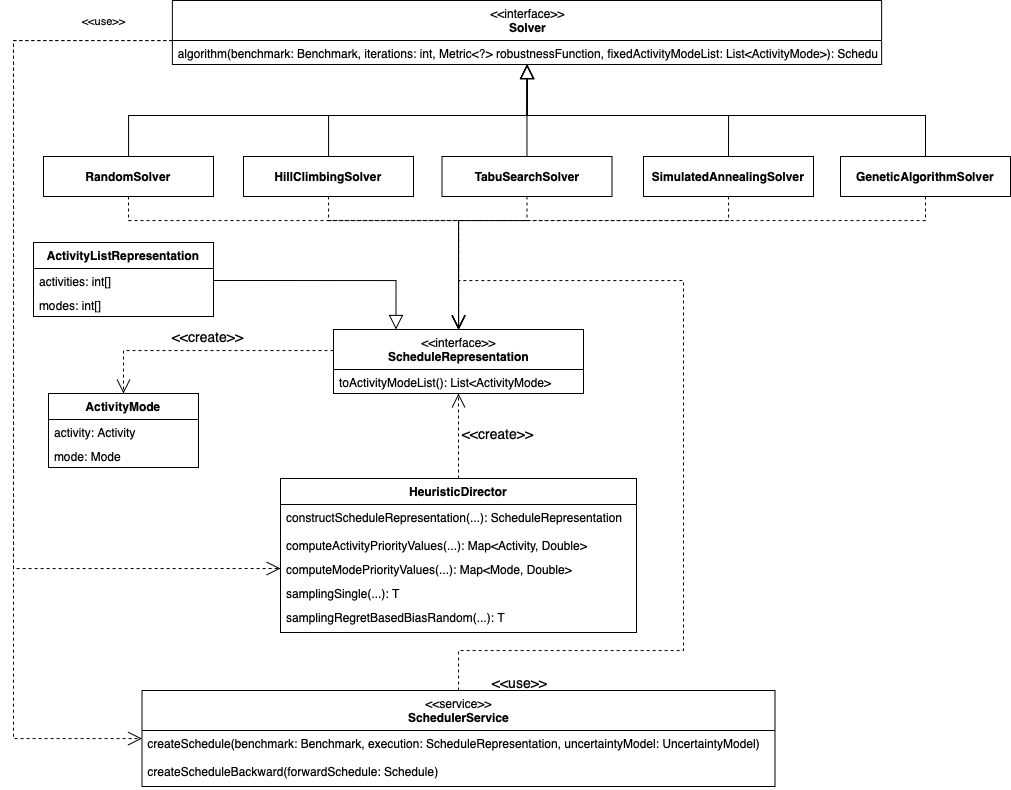 <<use>>
<<interface>>
Solver
algorithm(benchmark: Benchmark, iterations: int, Metric<?> robustnessFunction, fixedActivityModeList: List<ActivityMode>): Schedu
RandomSolver
HillClimbingSolver
TabuSearchSolver
SimulatedAnnealingSolver
GeneticAlgorithmSolver
ActivityListRepresentation
activities: int[]
modes: int[]
<<create>>
<<interface>>
ScheduleRepresentation
toActivityModeList(): List<ActivityMode>
ActivityMode
activity: Activity
mode: Mode
<<create>>
HeuristicDirector
constructScheduleRepresentation(...): ScheduleRepresentation
computeActivityPriorityValues(...): Map<Activity, Double>
computeModePriorityValues(...): Map<Mode, Double>
samplingSingle(...): T
samplingRegretBasedBiasRandom(...): T
<<use>>
<<service>>
SchedulerService
createSchedule(benchmark: Benchmark, execution: ScheduleRepresentation, uncertaintyModel: UncertaintyModel)
createScheduleBackward(forwardSchedule: Schedule)